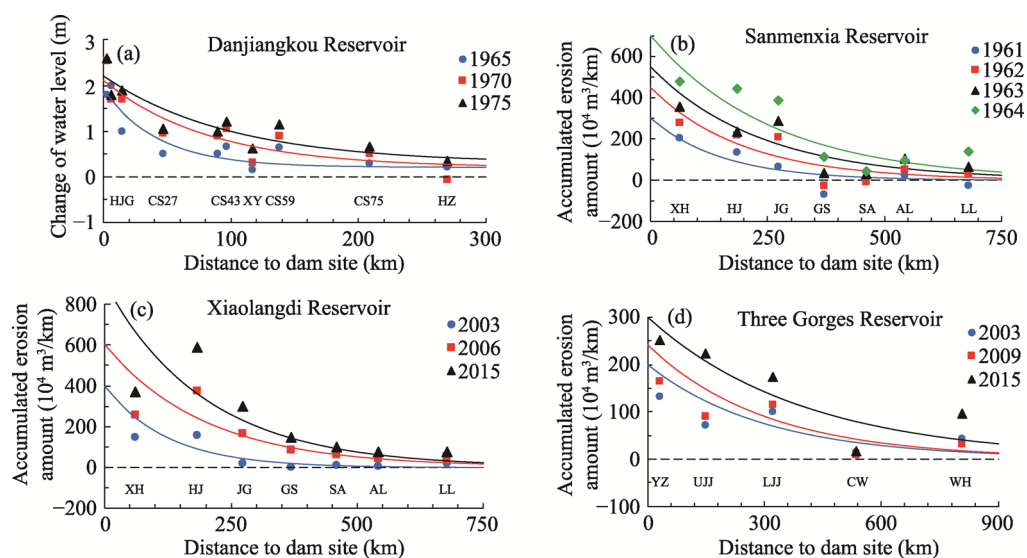 (a)
Danjiangkou Reservoir
1965
1970
1975
Change of water level (m)
3
2
1
0
−1
HJG CS27 CS43 XY CS59 CS75 HZ
0 100 200 300
Distance to dam site (km)
(b)
Sanmenxia Reservoir
1961
1962
1963
1964
Accumulated erosion
amount (10⁴ m³/km)
600
400
200
0
−200
XH HJ JG GS SA AL LL
0 250 500 750
Distance to dam site (km)
(c)
Xiaolangdi Reservoir
2003
2006
2015
Accumulated erosion
amount (10⁴ m³/km)
800
600
400
200
0
−200
XH HJ JG GS SA AL LL
0 250 500 750
Distance to dam site (km)
(d)
Three Gorges Reservoir
2003
2009
2015
Accumulated erosion
amount (10⁴ m³/km)
300
200
100
0
−100
YZ UJJ LJJ CW WH
0 300 600 900
Distance to dam site (km)